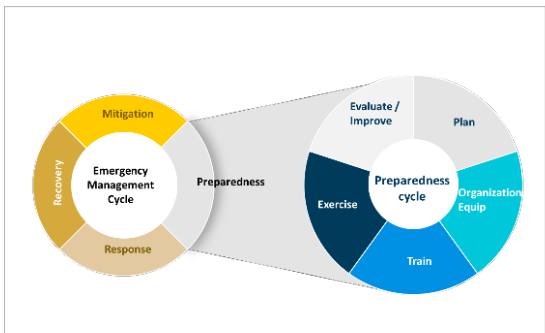 Mitigation
Recovery
Emergency
Management
Cycle
Preparedness
Response
Evaluate /
Improve
Plan
Exercise
Preparedness
cycle
Organization
Equip
Train